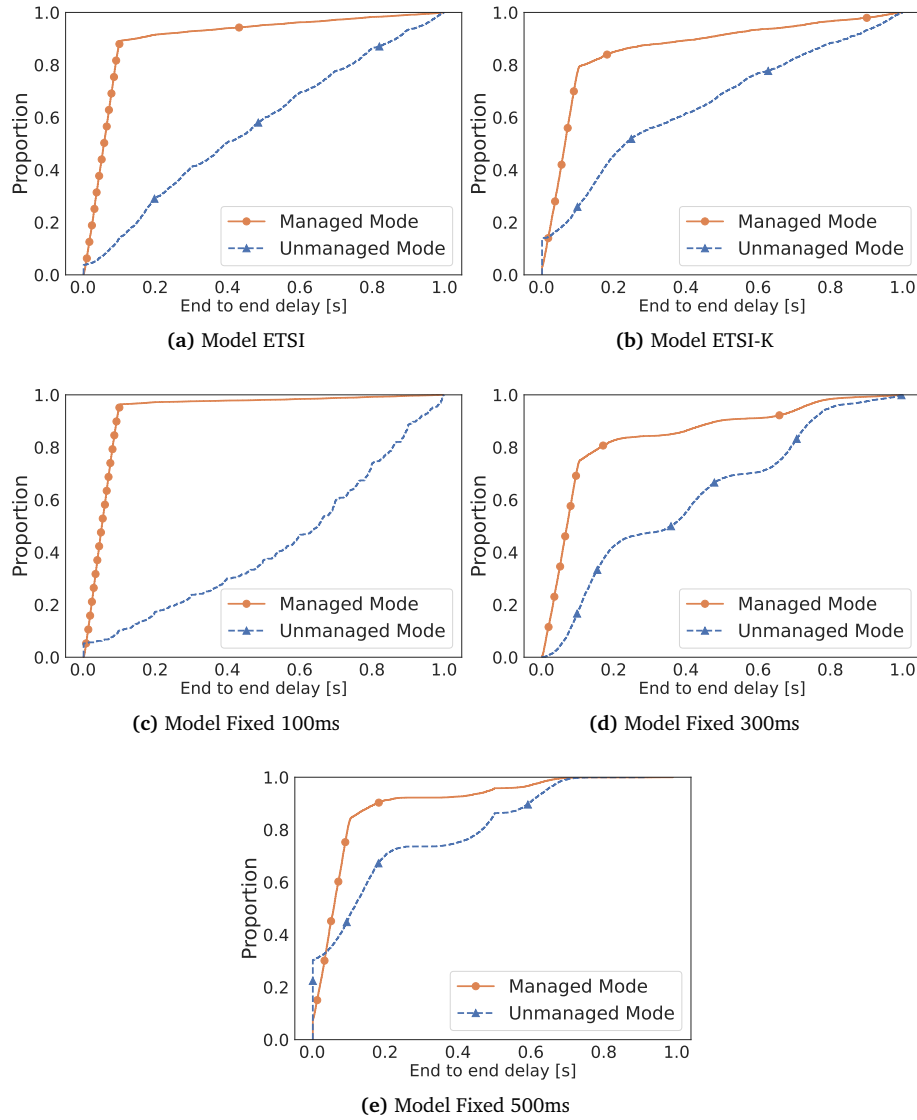 1.0
0.8
0.6
0.4
0.2
0.0
Proportion
0.0 0.2 0.4 0.6 0.8 1.0
End to end delay [s]
Managed Mode
Unmanaged Mode
(a) Model ETSI
1.0
0.8
0.6
0.4
0.2
0.0
Proportion
0.0 0.2 0.4 0.6 0.8 1.0
End to end delay [s]
Managed Mode
Unmanaged Mode
(b) Model ETSI-K
1.0
0.8
0.6
0.4
0.2
0.0
Proportion
0.0 0.2 0.4 0.6 0.8 1.0
End to end delay [s]
Managed Mode
Unmanaged Mode
(c) Model Fixed 100ms
1.0
0.8
0.6
0.4
0.2
0.0
Proportion
0.0 0.2 0.4 0.6 0.8 1.0
End to end delay [s]
Managed Mode
Unmanaged Mode
(d) Model Fixed 300ms
1.0
0.8
0.6
0.4
0.2
0.0
Proportion
0.0 0.2 0.4 0.6 0.8 1.0
End to end delay [s]
Managed Mode
Unmanaged Mode
(e) Model Fixed 500ms